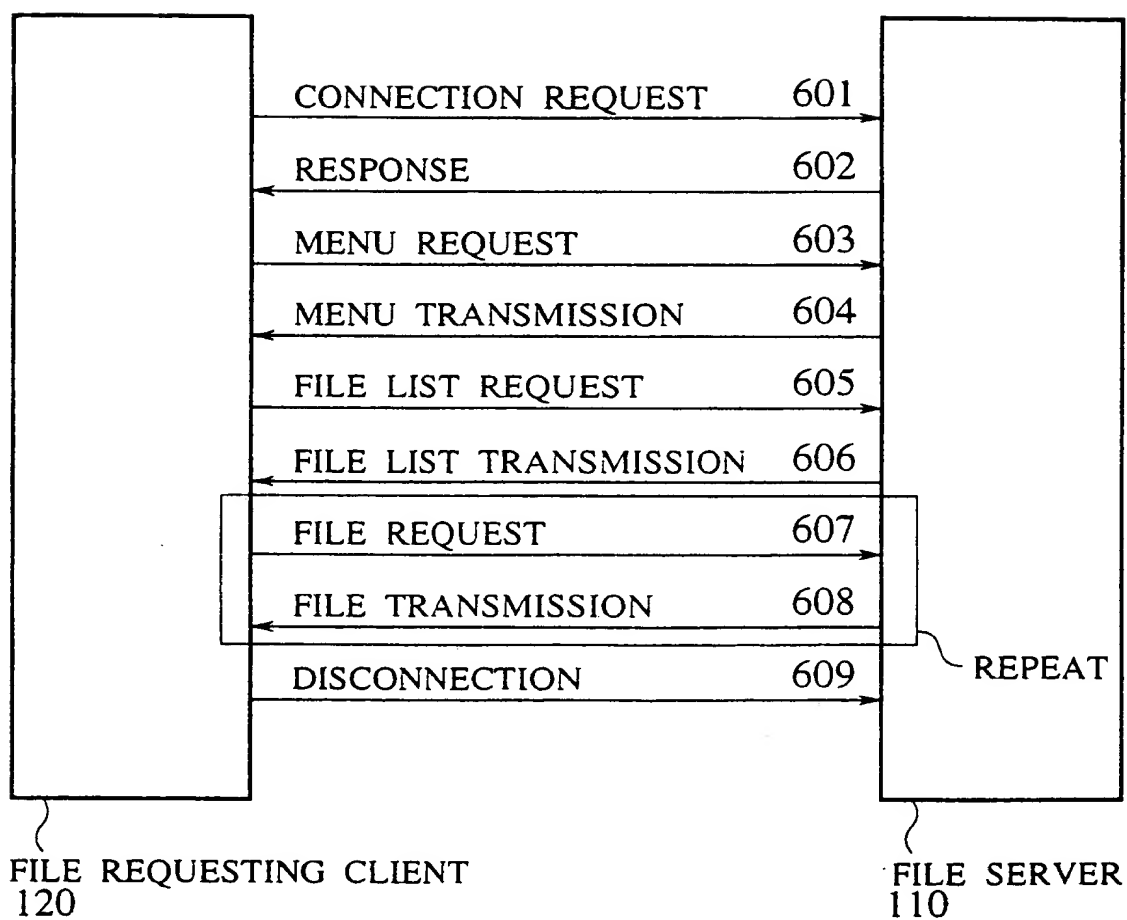 CONNECTION REQUEST 601
RESPONSE 602
MENU REQUEST 603
MENU TRANSMISSION 604
FILE LIST REQUEST 605
FILE LIST TRANSMISSION 606
FILE REQUEST 607
FILE TRANSMISSION 608
REPEAT
DISCONNECTION 609
FILE REQUESTING CLIENT
120
FILE SERVER
110